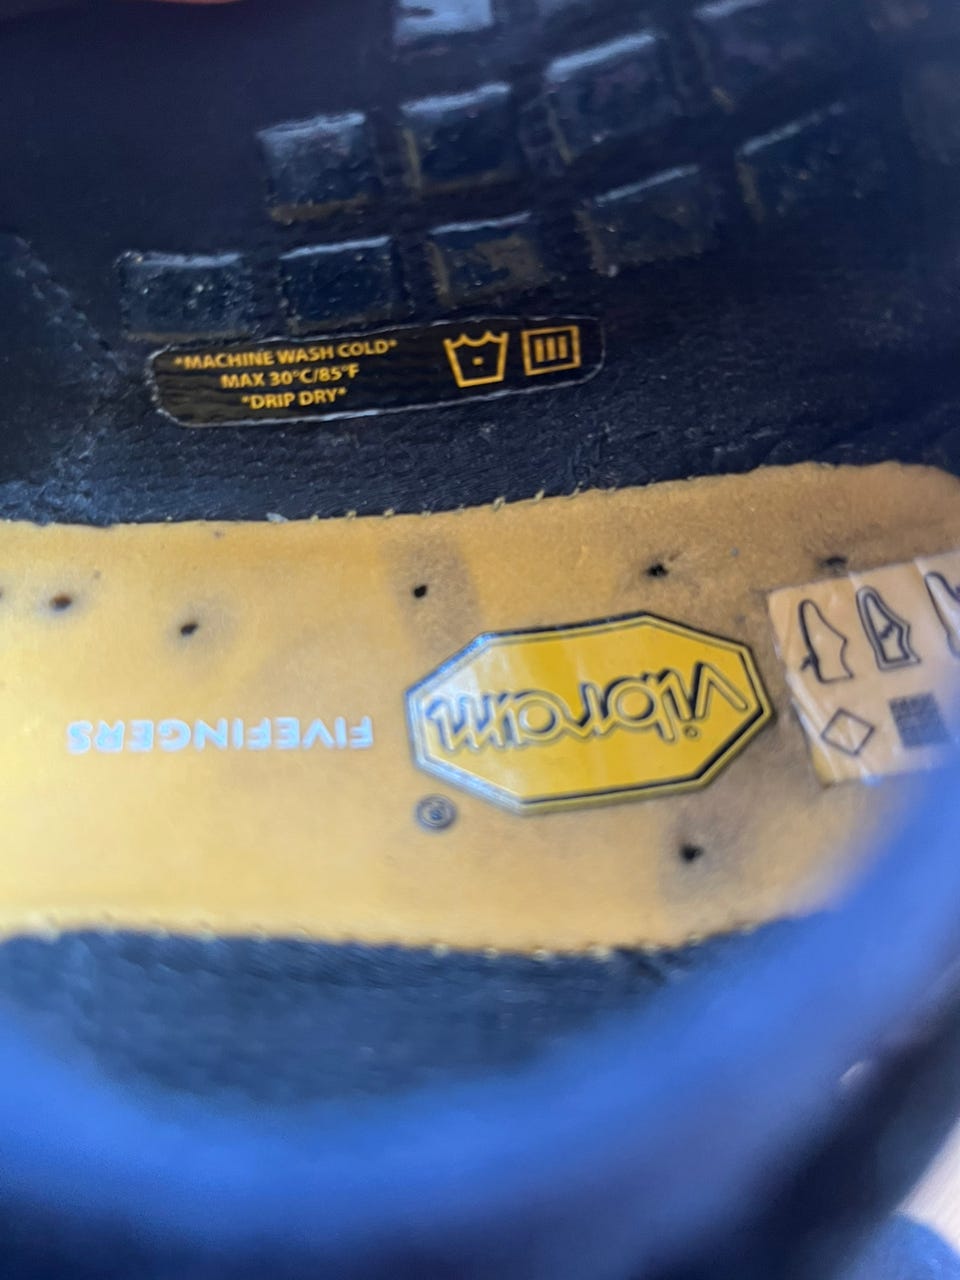 "MACHINE WASH COLD"
MAX 30°C/85°F
"DRIP DRY"
vibram
®
FIVEFINGERS